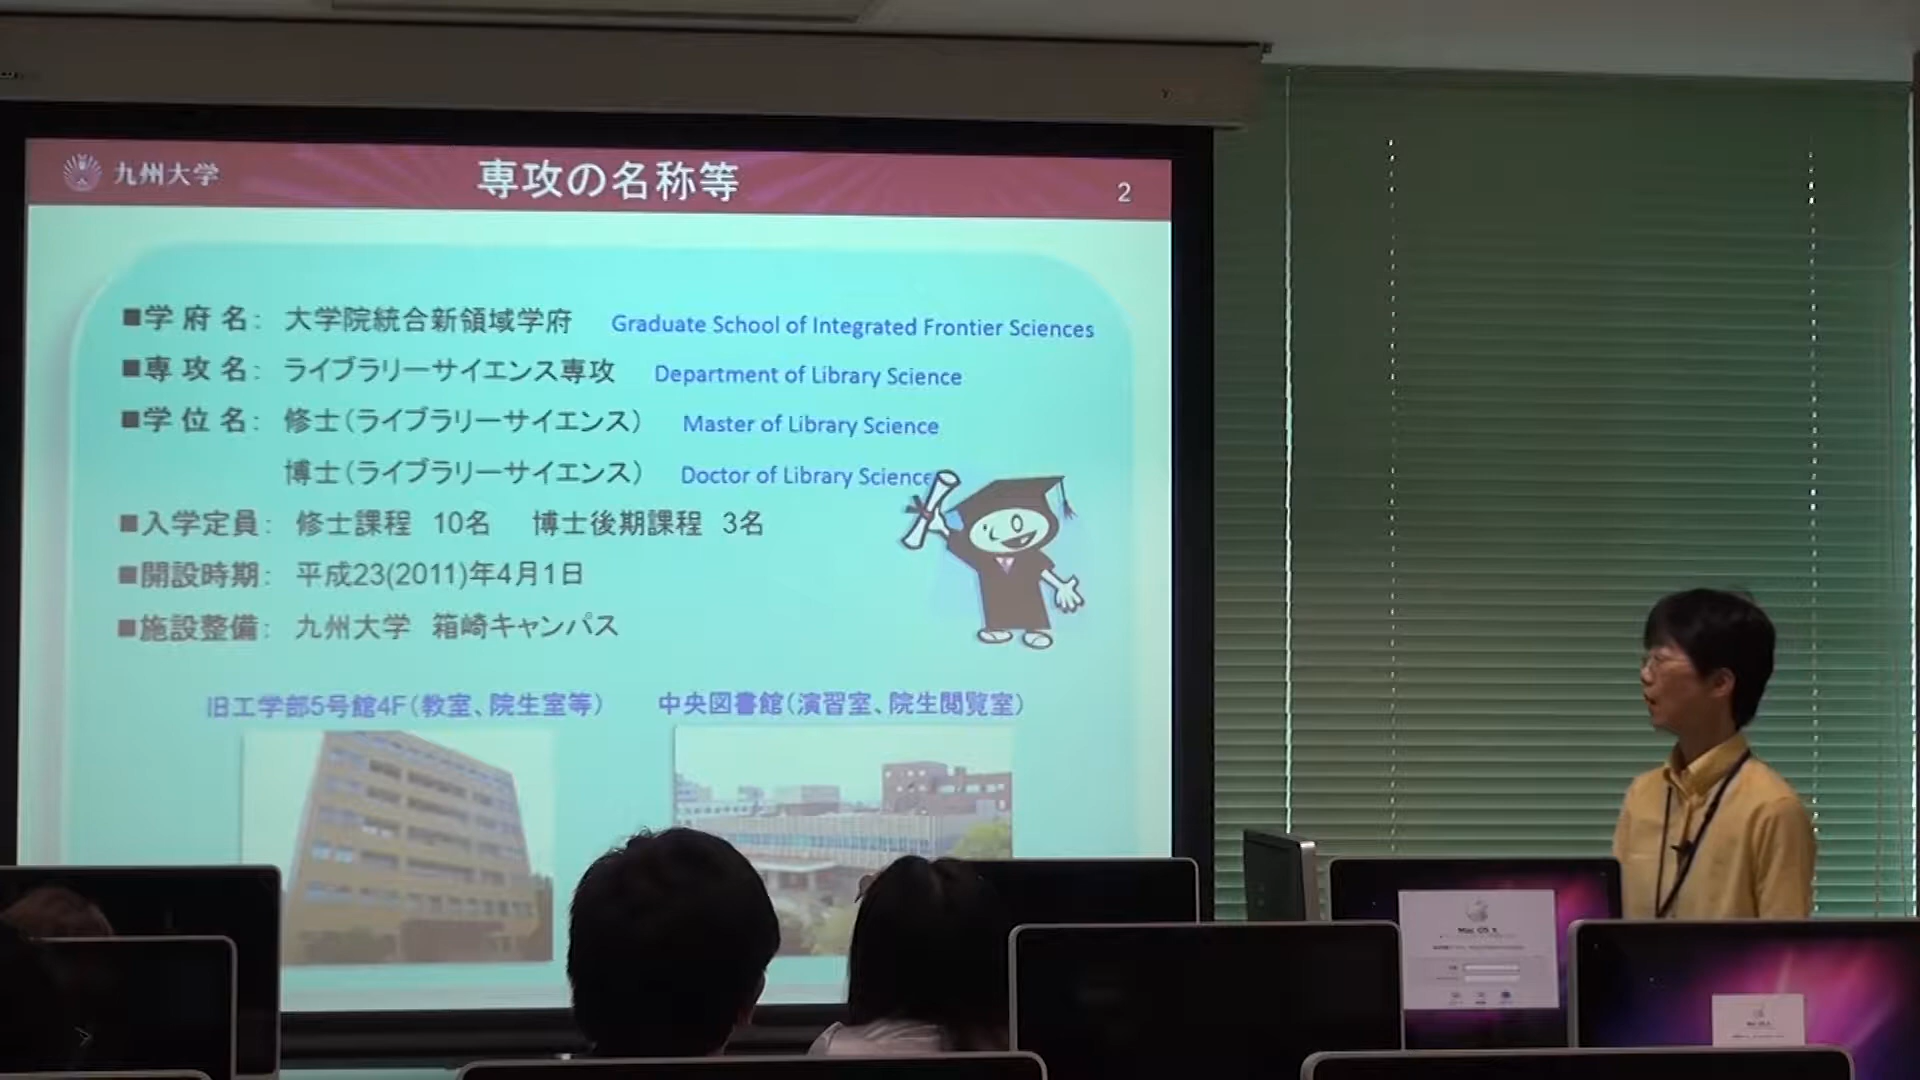 九州大学
専攻の名称等
2
■学 府 名： 大学院統合新領域学府 Graduate School of Integrated Frontier Sciences
■専 攻 名： ライブラリーサイエンス専攻 Department of Library Science
■学 位 名： 修士（ライブラリーサイエンス） Master of Library Science
博士（ライブラリーサイエンス） Doctor of Library Science
■入学定員： 修士課程 10名 博士後期課程 3名
■開設時期： 平成23(2011)年4月1日
■施設整備： 九州大学 箱崎キャンパス
旧工学部5号館4F（教室、院生室等） 中央図書館（演習室、院生閲覧室）
Mac OS X